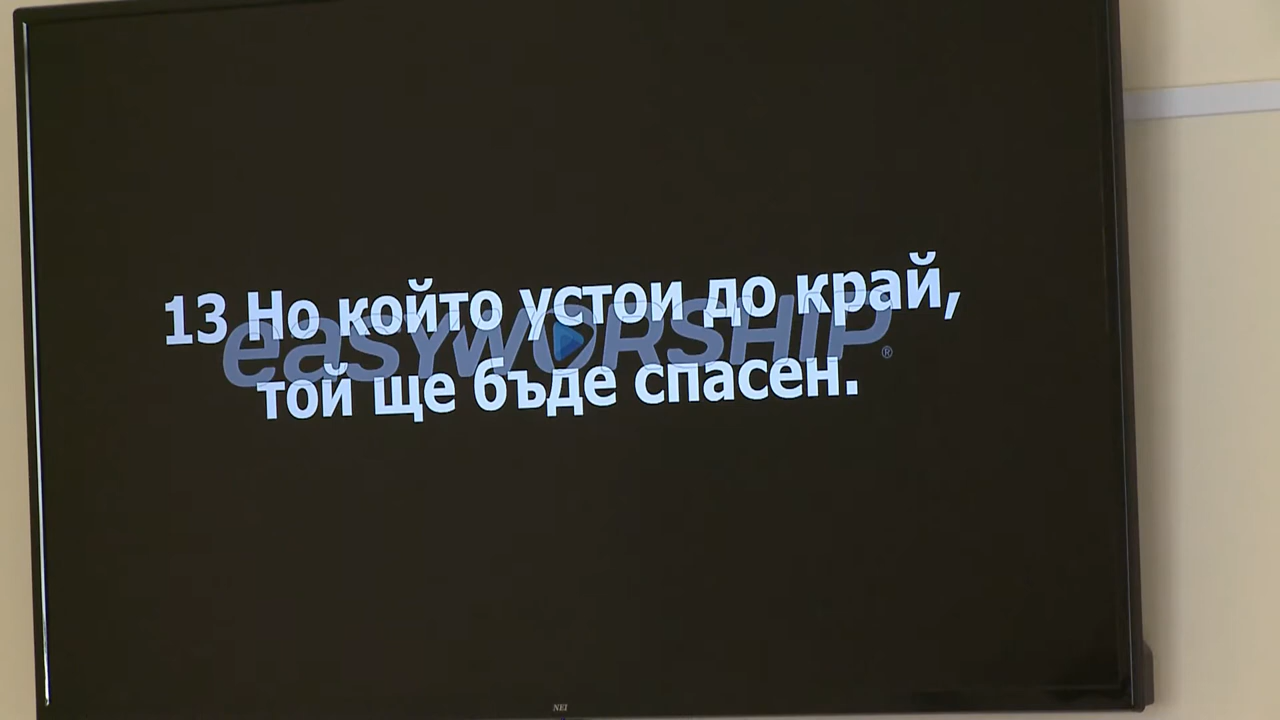 13 Но който устои до край,
easyWORSHIP®
той ще бъде спасен.
NEI